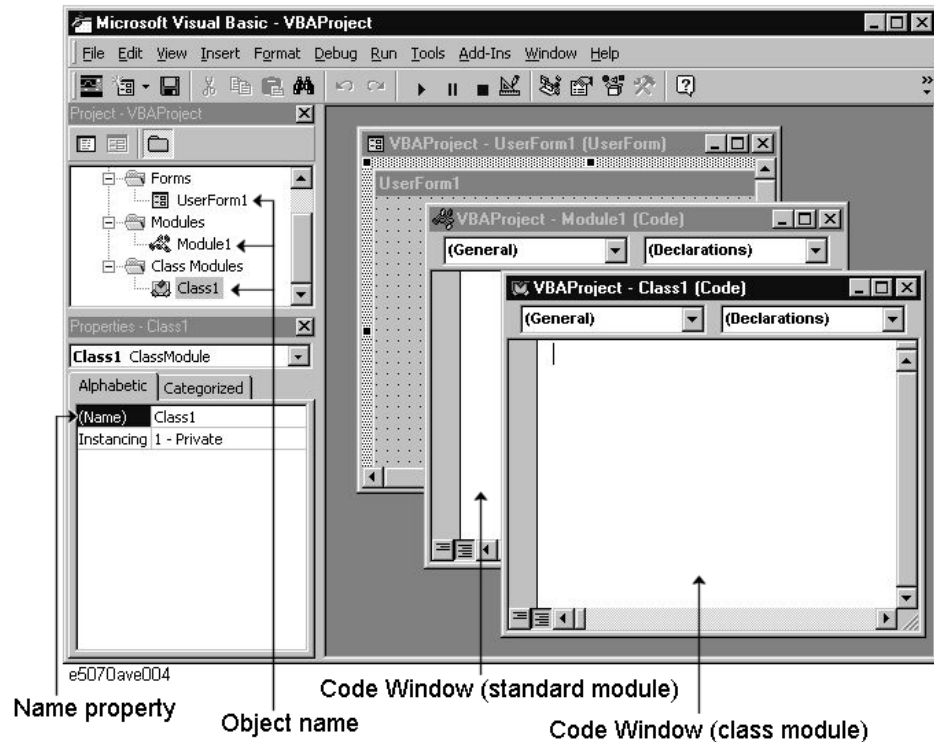 Microsoft Visual Basic - VBAProject
File Edit View Insert Format Debug Run Tools Add-Ins Window Help
Project - VBAProject
Forms
UserForm1
Modules
Module1
Class Modules
Class1
Properties - Class1
Class1 ClassModule
Alphabetic Categorized
(Name) Class1
Instancing 1 - Private
VBAProject - UserForm1 (UserForm)
UserForm1
VBAProject - Module1 (Code)
(General) (Declarations)
VBAProject - Class1 (Code)
(General) (Declarations)
e5070ave004
Name property
Object name
Code Window (standard module)
Code Window (class module)